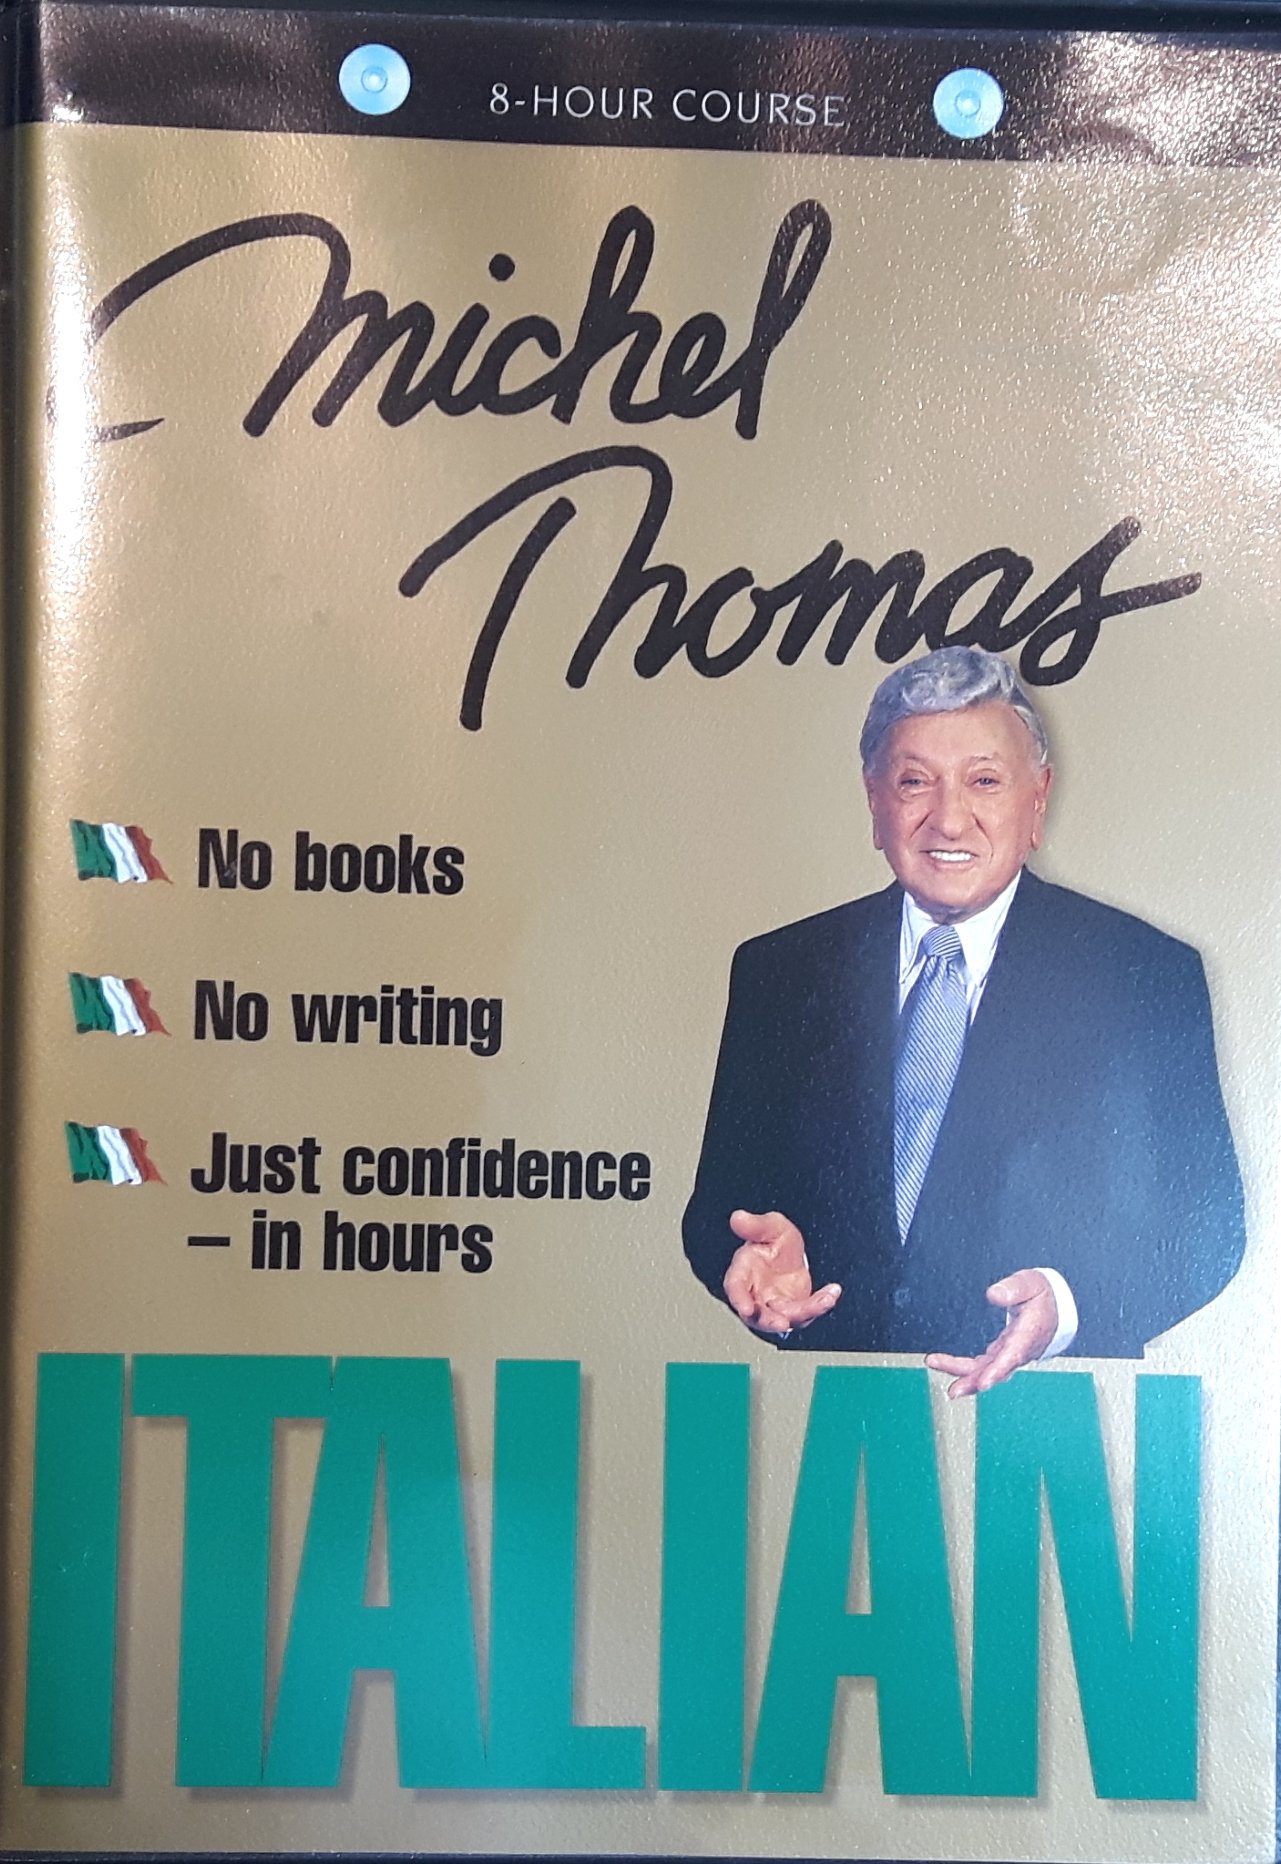 8-HOUR COURSE
Michel
Thomas
No books
No writing
Just confidence
– in hours
ITALIAN